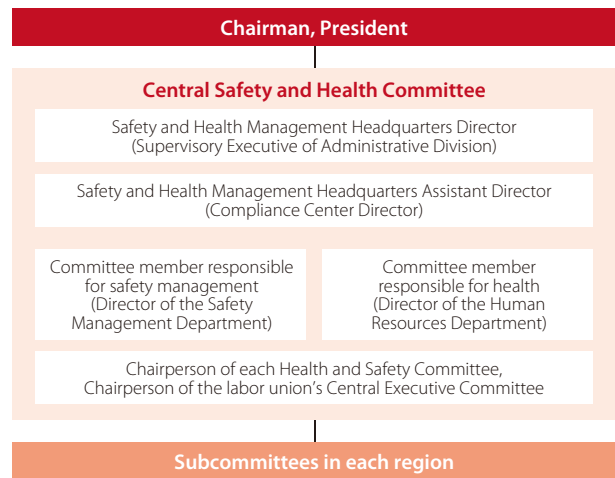 Chairman, President
Central Safety and Health Committee
Safety and Health Management Headquarters Director
(Supervisory Executive of Administrative Division)
Safety and Health Management Headquarters Assistant Director
(Compliance Center Director)
Committee member responsible
for safety management
(Director of the Safety
Management Department)
Committee member
responsible for health
(Director of the Human
Resources Department)
Chairperson of each Health and Safety Committee,
Chairperson of the labor union’s Central Executive Committee
Subcommittees in each region